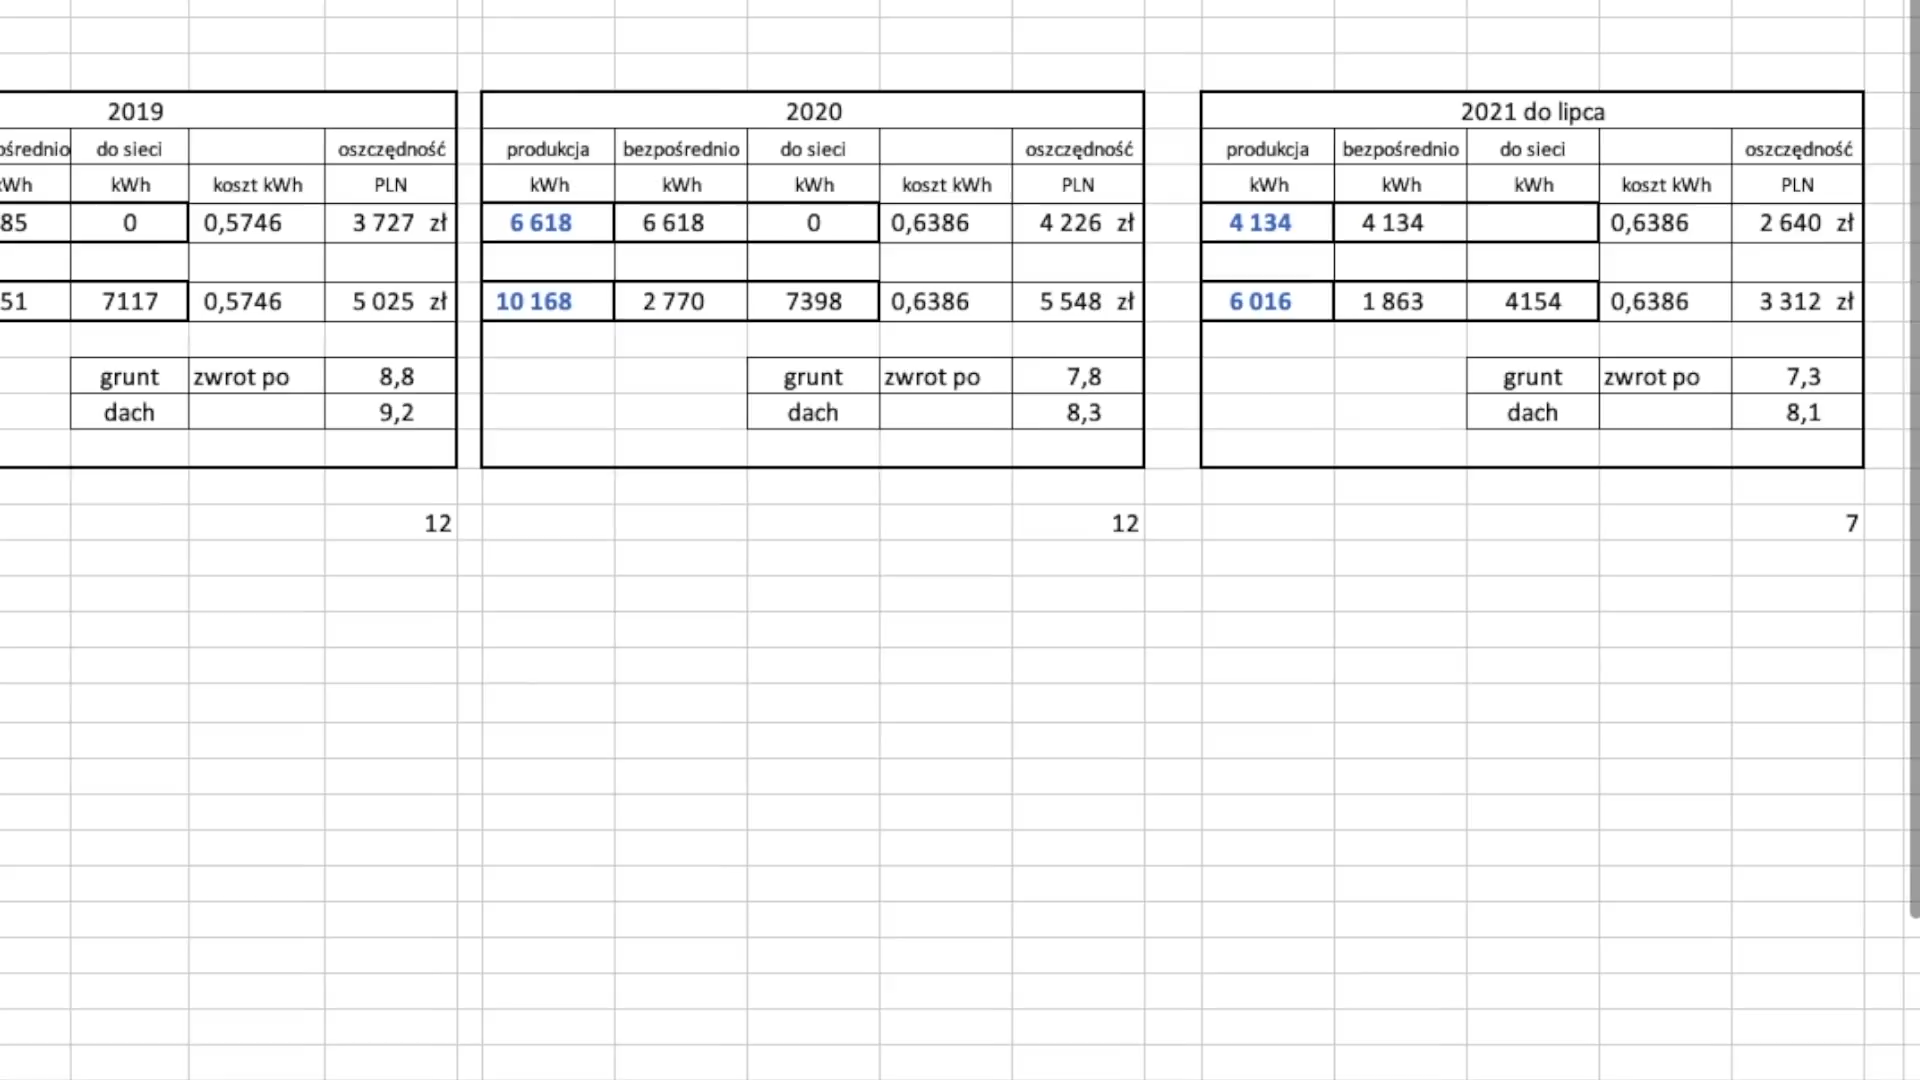 2019 2020 2021 do lipca
ośrednio do sieci oszczędność produkcja bezpośrednio do sieci oszczędność produkcja bezpośrednio do sieci oszczędność
kWh kWh koszt kWh PLN kWh kWh kWh koszt kWh PLN kWh kWh kWh koszt kWh PLN
85 0 0,5746 3 727 zł 6 618 6 618 0 0,6386 4 226 zł 4 134 4 134 0,6386 2 640 zł
51 7117 0,5746 5 025 zł 10 168 2 770 7398 0,6386 5 548 zł 6 016 1 863 4154 0,6386 3 312 zł
grunt zwrot po 8,8 grunt zwrot po 7,8 grunt zwrot po 7,3
dach 9,2 dach 8,3 dach 8,1
12 12 7